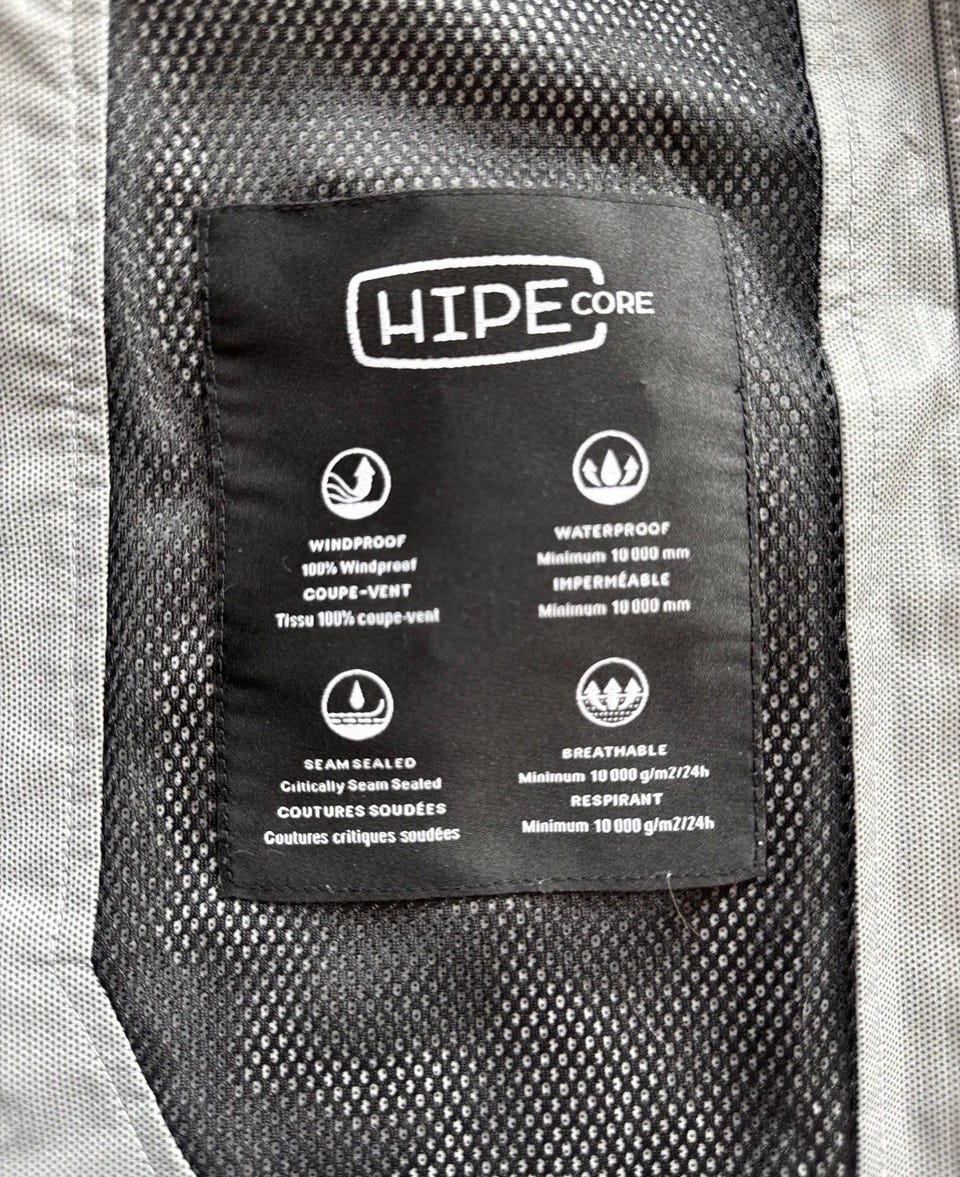 HIPE CORE
WINDPROOF
100% Windproof
COUPE-VENT
Tissu 100% coupe-vent
WATERPROOF
Minimum 10 000 mm
IMPERMÉABLE
Minimum 10 000 mm
SEAM SEALED
Critically Seam Sealed
COUTURES SOUDÉES
Coutures critiques soudées
BREATHABLE
Minimum 10 000 g/m2/24h
RESPIRANT
Minimum 10 000 g/m2/24h